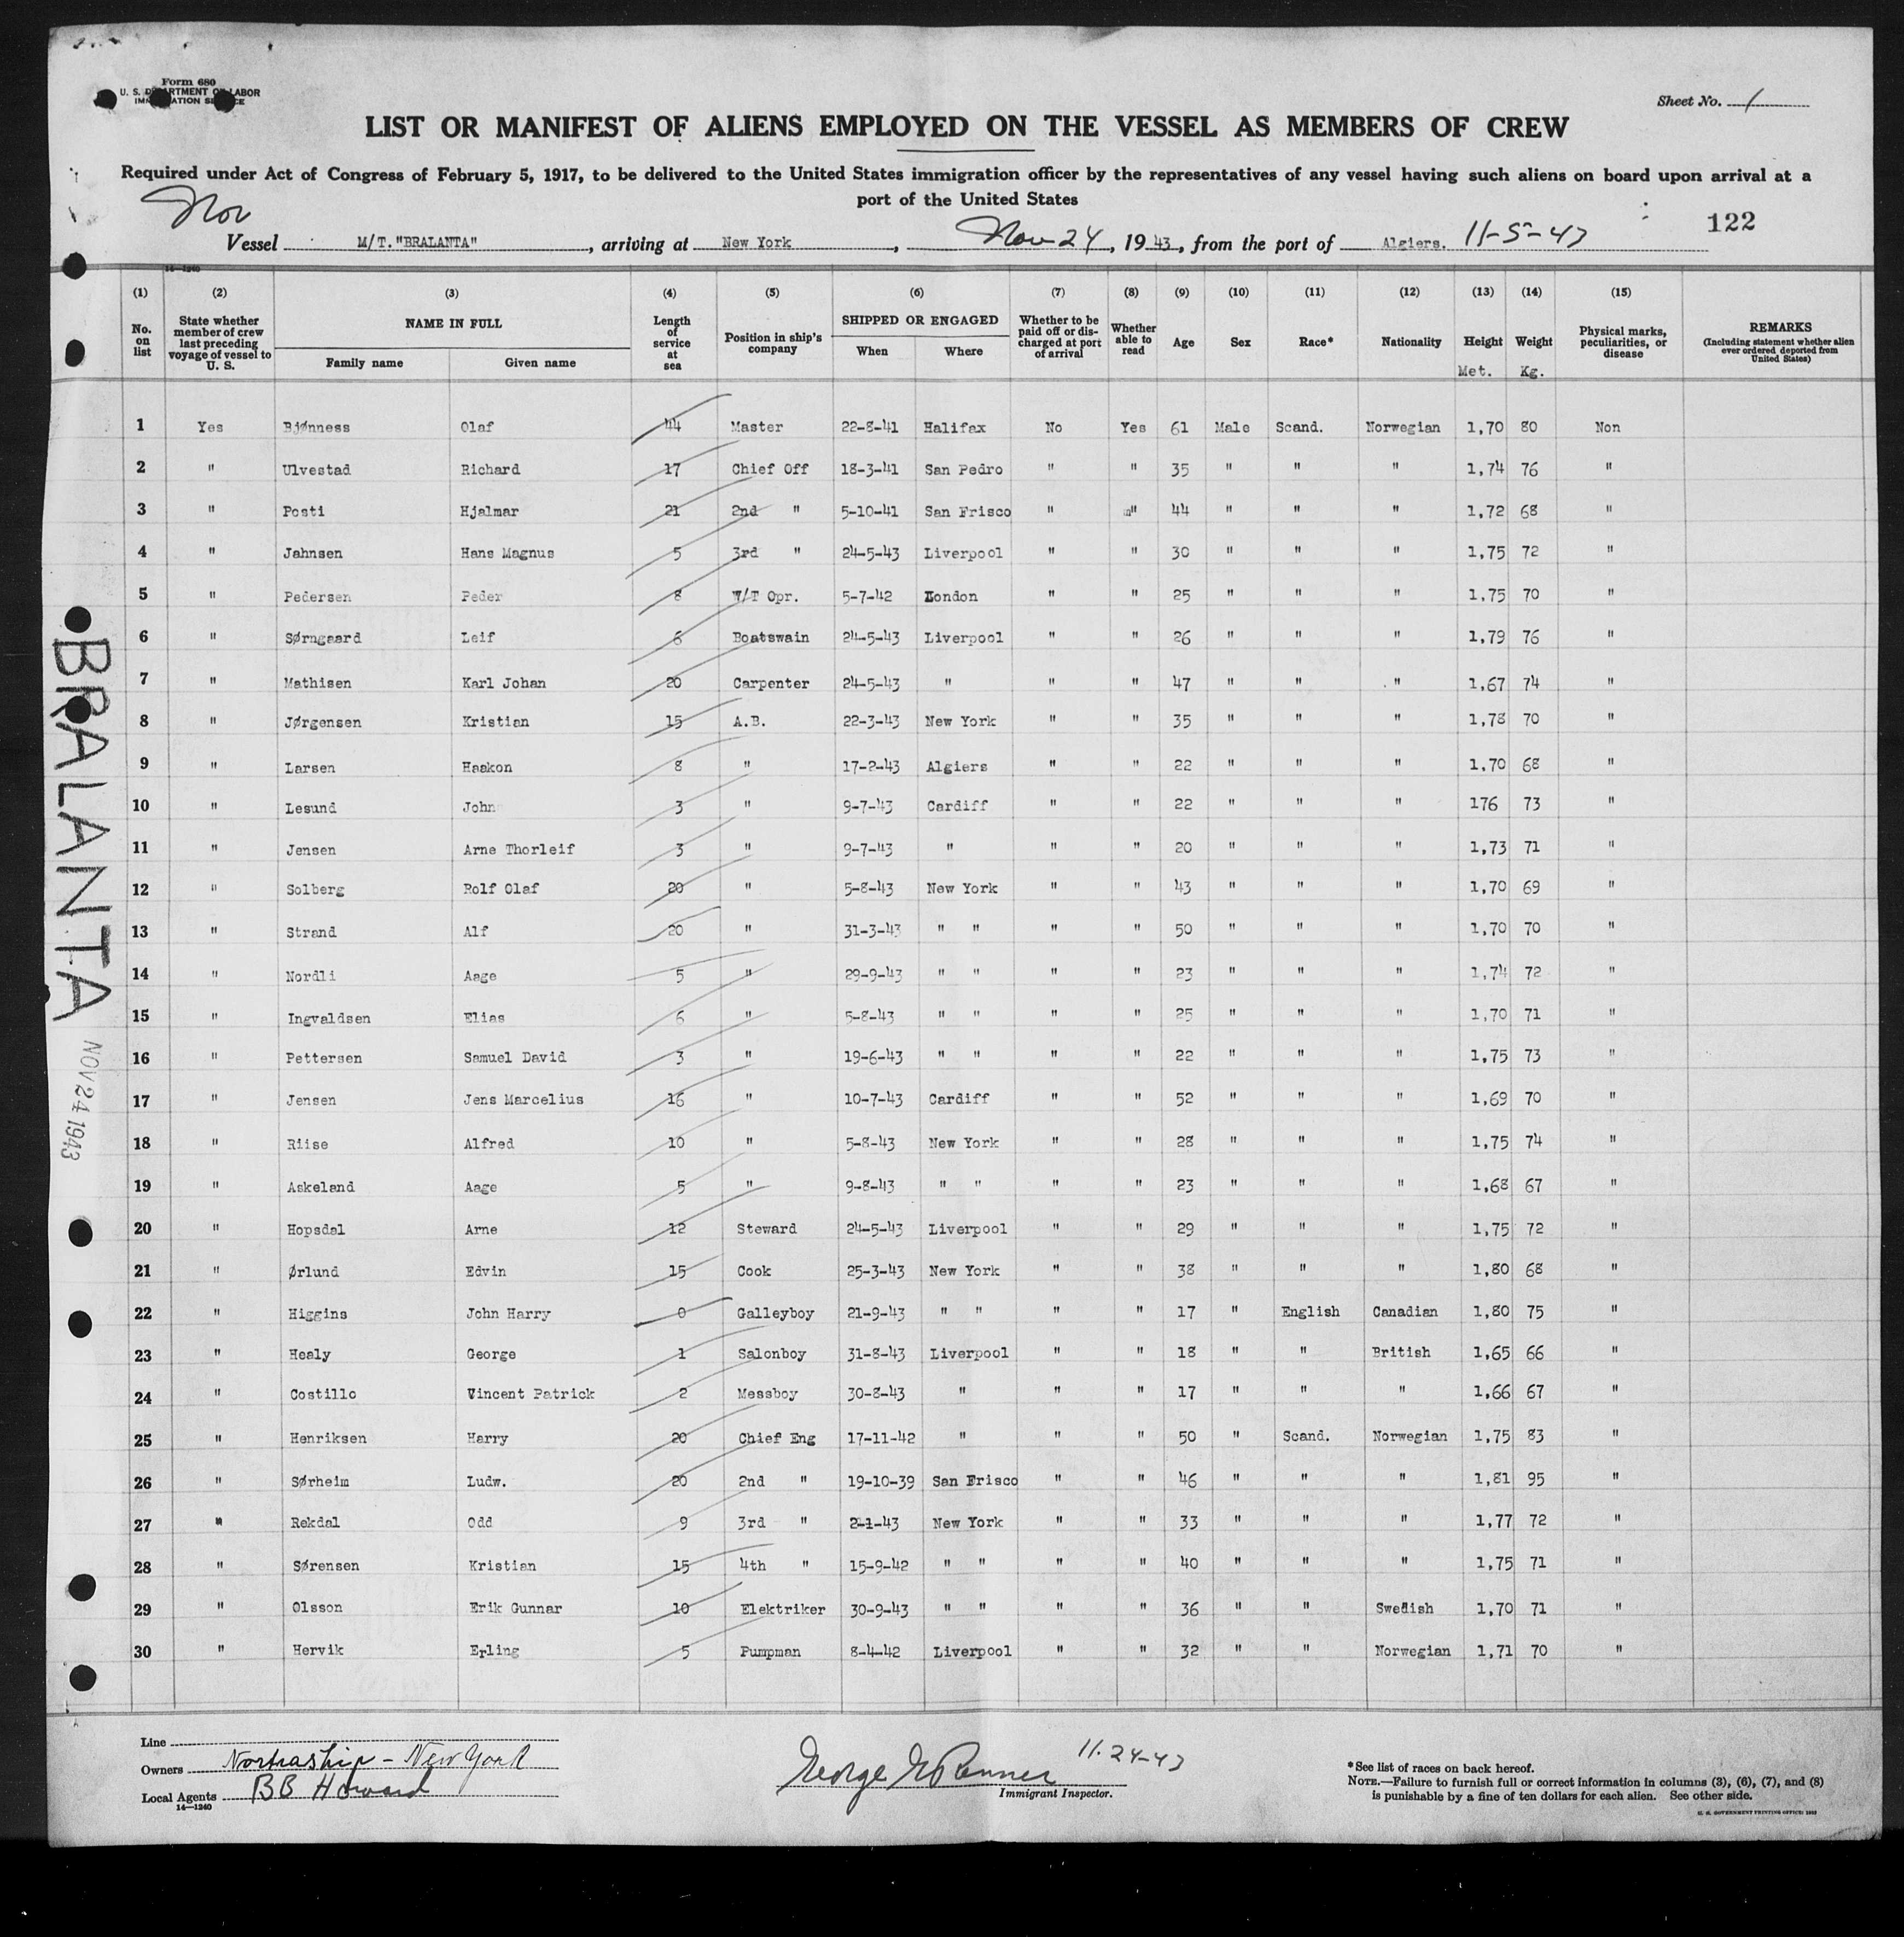 Form 680
U. S. DEPARTMENT OF LABOR
IMMIGRATION SERVICE
Sheet No. 1
LIST OR MANIFEST OF ALIENS EMPLOYED ON THE VESSEL AS MEMBERS OF CREW
Required under Act of Congress of February 5, 1917, to be delivered to the United States immigration officer by the representatives of any vessel having such aliens on board upon arrival at a
port of the United States
Nor
122
Vessel M/T."BRALANTA", arriving at New York, Nov 24, 1943, from the port of Algiers. 11-5-43
14—1240
(1) (2) (3) (4) (5) (6) (7) (8) (9) (10) (11) (12) (13) (14) (15)
No. on list State whether member of crew last preceding voyage of vessel to U. S. NAME IN FULL Family name Given name Length of service at sea Position in ship's company SHIPPED OR ENGAGED When Where Whether to be paid off or discharged at port of arrival Whether able to read Age Sex Race* Nationality Height Met. Weight Kg. Physical marks, peculiarities, or disease REMARKS (Including statement whether alien ever ordered deported from United States)
1 Yes Bjønness Olaf 44 Master 22-8-41 Halifax No Yes 61 Male Scand. Norwegian 1,70 80 Non
2 " Ulvestad Richard 17 Chief Off 18-3-41 San Pedro " " 35 " " " 1,74 76 "
3 " Posti Hjalmar 21 2nd " 5-10-41 San Frisco " " 44 " " " 1,72 68 "
4 " Jahnsen Hans Magnus 5 3rd " 24-5-43 Liverpool " " 30 " " " 1,75 72 "
5 " Pedersen Peder 8 W/T Opr. 5-7-42 London " " 25 " " " 1,75 70 "
6 " Sørngaard Leif 6 Boatswain 24-5-43 Liverpool " " 26 " " " 1,79 76 "
7 " Mathisen Karl Johan 20 Carpenter 24-5-43 " " " 47 " " " 1,67 74 "
8 " Jørgensen Kristian 15 A.B. 22-3-43 New York " " 35 " " " 1,78 70 "
9 " Larsen Haakon 8 " 17-2-43 Algiers " " 22 " " " 1.70 68 "
10 " Lesund John 3 " 9-7-43 Cardiff " " 22 " " " 176 73 "
11 " Jensen Arne Thorleif 3 " 9-7-43 " " " 20 " " " 1,73 71 "
12 " Solberg Rolf Olaf 20 " 5-8-43 New York " " 43 " " " 1,70 69 "
13 " Strand Alf 20 " 31-3-43 " " " " 50 " " " 1,70 70 "
14 " Nordli Aage 5 " 29-9-43 " " " " 23 " " " 1,74 72 "
15 " Ingvaldsen Elias 6 " 5-8-43 " " " " 25 " " " 1,70 71 "
16 " Pettersen Samuel David 3 " 19-6-43 " " " " 22 " " " 1,75 73 "
17 " Jensen Jens Marcelius 16 " 10-7-43 Cardiff " " 52 " " " 1,69 70 "
18 " Riise Alfred 10 " 5-8-43 New York " " 28 " " " 1,75 74 "
19 " Askeland Aage 5 " 9-8-43 " " " " 23 " " " 1,68 67 "
20 " Hopsdal Arne 12 Steward 24-5-43 Liverpool " " 29 " " " 1,75 72 "
21 " Ørlund Edvin 15 Cook 25-3-43 New York " " 38 " " " 1,80 68 "
22 " Higgins John Harry 0 Galleyboy 21-9-43 " " " " 17 " English Canadian 1,80 75 "
23 " Healy George 1 Salonboy 31-8-43 Liverpool " " 18 " " British 1,65 66 "
24 " Costillo Vincent Patrick 2 Messboy 30-8-43 " " " 17 " " " 1,66 67 "
25 " Henriksen Harry 20 Chief Eng 17-11-42 " " " 50 " Scand. Norwegian 1,75 83 "
26 " Sørheim Ludw. 20 2nd " 19-10-39 San Frisco " " 46 " " " 1,81 95 "
27 " Rekdal Odd 9 3rd " 2-1-43 New York " " 33 " " " 1,77 72 "
28 " Sørensen Kristian 15 4th " 15-9-42 " " " " 40 " " " 1,75 71 "
29 " Olsson Erik Gunnar 10 Elektriker 30-9-43 " " " " 36 " " Swedish 1,70 71 "
30 " Hervik Erling 5 Pumpman 8-4-42 Liverpool " " 32 " " Norwegian 1,71 70 "
BRALANTA
NOV 24 1943
Line
Owners Nortraship - New York
Local Agents BB Howard
14—1240
George 11-24-43
Immigrant Inspector.
*See list of races on back hereof.
NOTE.—Failure to furnish full or correct information in columns (3), (6), (7), and (8)
is punishable by a fine of ten dollars for each alien. See other side.